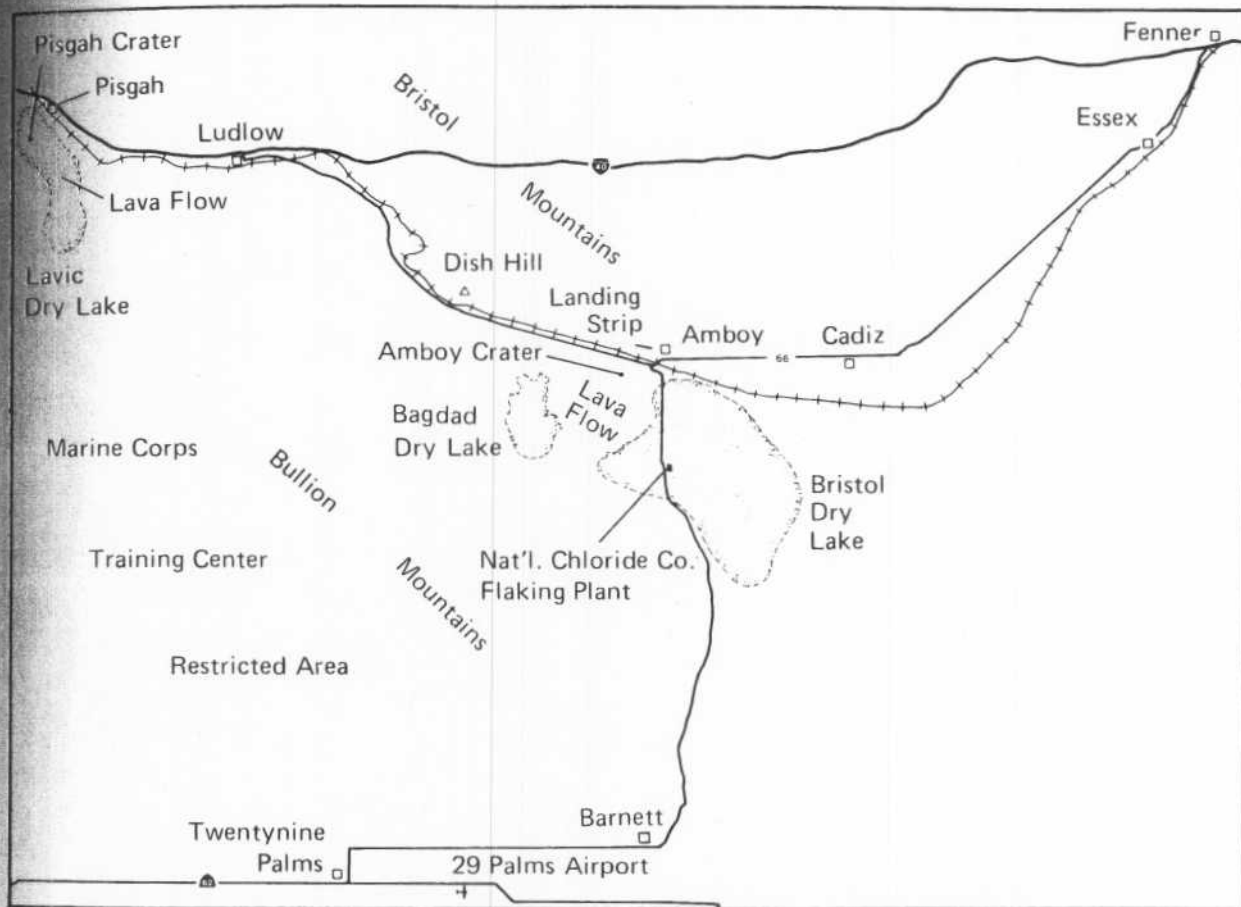 Fenner
Pisgah Crater
Pisgah
Bristol
Essex
Ludlow
Lava Flow
Mountains
Lavic
Dry Lake
Dish Hill
Landing
Strip
Amboy
Cadiz
66
Amboy Crater
Lava
Flow
Bagdad
Dry Lake
Marine Corps
Bullion
Bristol
Dry
Lake
Training Center
Nat'l. Chloride Co.
Flaking Plant
Mountains
Restricted Area
Barnett
Twentynine
Palms
29 Palms Airport